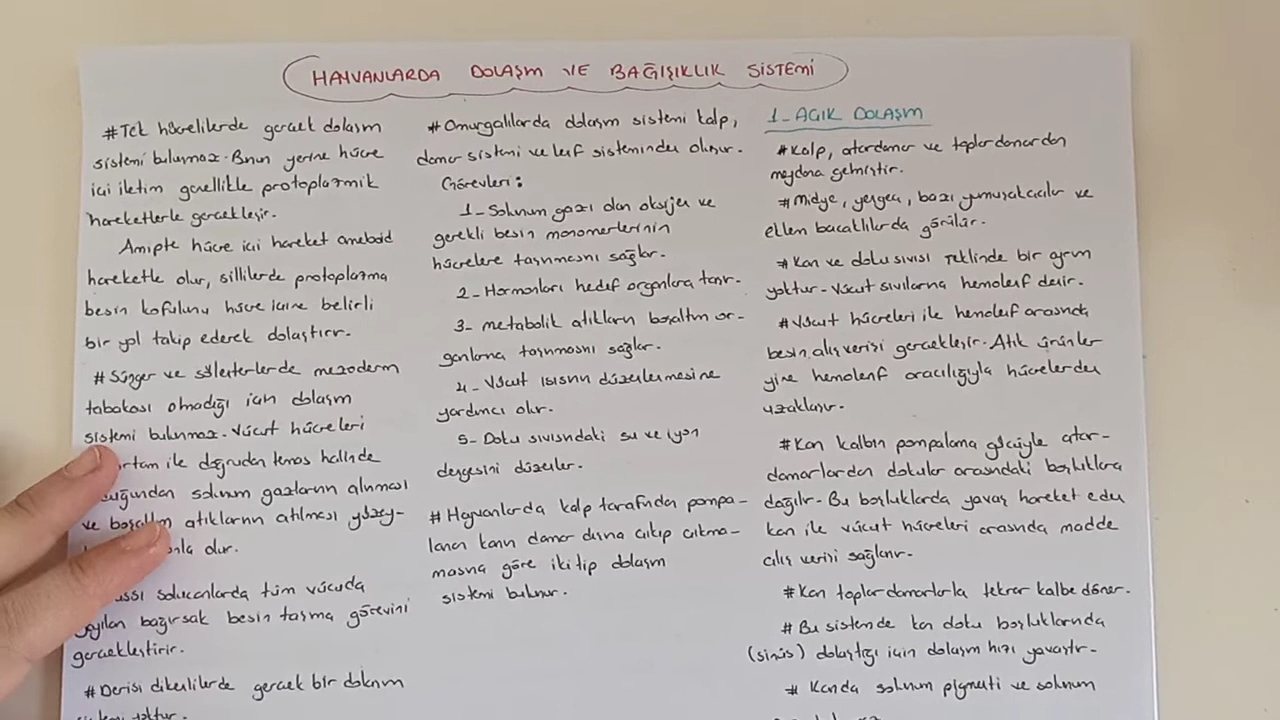 HAYVANLARDA DOLAŞIM VE BAĞIŞIKLIK SİSTEMİ
#Tek hücrelilerde gerçek dolaşım
sistemi bulunmaz. Bunun yerine hücre
içi iletim genellikle protoplazmik
hareketlerle gerçekleşir.
Amipte hücre içi hareket ameboid
hareketle olur, sillilerde protoplazma
besin kofulunu hücre içine belirli
bir yol takip ederek dolaştırır.
#Sünger ve sölenterlerde mezoderm
tabakası olmadığı için dolaşım
sistemi bulunmaz. Vücut hücreleri
ortam ile doğrudan temas halinde
olduğundan solunum gazlarının alınması
ve boşaltım atıklarının atılması yüzey-
olur.
solucanlarda tüm vücuda
yayılan bağırsak besin taşıma görevini
gerçekleştirir.
#Derisi dikenlilerde gerçek bir dolaşım
sistemi yoktur.
#Omurgalılarda dolaşım sistemi kalp,
damar sistemi ve lenf sisteminden oluşur.
Görevleri:
1- Solunum gazı olan oksijen ve
gerekli besin monomerlerinin
hücrelere taşınmasını sağlar.
2- Hormonları hedef organlara taşır.
3- metabolik atıkların boşaltım or-
ganlarına taşınmasını sağlar.
4- Vücut ısısının düzenlenmesine
yardımcı olur.
5- Doku sıvısındaki su ve iyon
dengesini düzenler.
#Hayvanlarda kalp tarafından pompa-
lanan kanın damar dışına çıkıp çıkma-
masına göre iki tip dolaşım
sistemi bulunur.
1- AÇIK DOLAŞIM
#Kalp, atardamar ve toplardamardan
meydana gelmiştir.
#Midye, yengeç, bazı yumuşakçalar ve
eklem bacaklılarda görülür.
#Kan ve doku sıvısı şeklinde bir ayrım
yoktur. Vücut sıvılarına hemolenf denir.
#Vücut hücreleri ile hemolenf arasında
besin alış verişi gerçekleşir. Atık ürünler
yine hemolenf aracılığıyla hücrelerden
uzaklaşır.
#Kan kalbin pompalama gücüyle atar-
damarlardan dokular arasındaki boşluklara
dağılır. Bu boşluklarda yavaş hareket eden
kan ile vücut hücreleri arasında madde
alış verişi sağlanır.
#Kan toplardamarlarla tekrar kalbe döner.
#Bu sistemde kan doku boşluklarında
(sinüs) dolaştığı için dolaşım hızı yavaştır.
#Kanda solunum pigmenti ve solunum